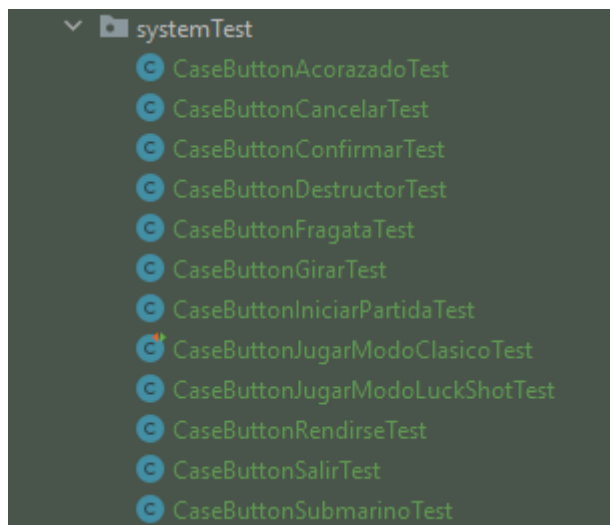 systemTest
C CaseButtonAcorazadoTest
C CaseButtonCancelarTest
C CaseButtonConfirmarTest
C CaseButtonDestructorTest
C CaseButtonFragataTest
C CaseButtonGirarTest
C CaseButtonIniciarPartidaTest
C CaseButtonJugarModoClasicoTest
C CaseButtonJugarModoLuckShotTest
C CaseButtonRendirseTest
C CaseButtonSalirTest
C CaseButtonSubmarinoTest